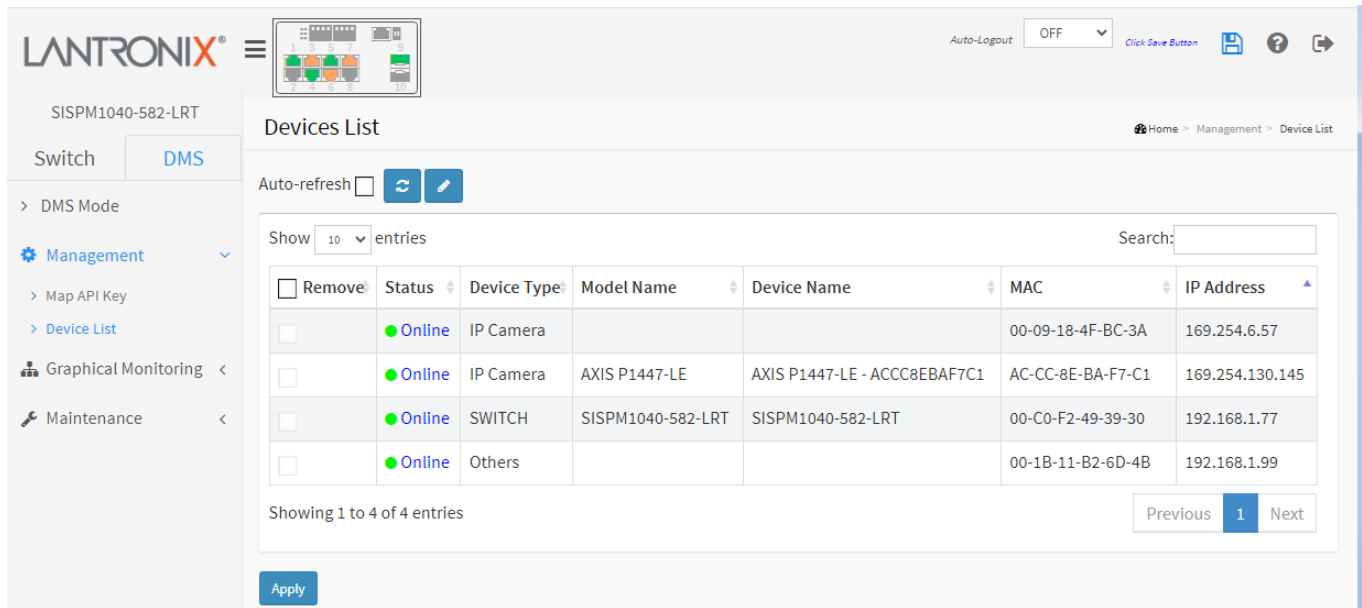 LANTRONIX®
1 3 5 7 9
2 4 6 8 10
Auto-Logout OFF Click Save Button
SISPM1040-582-LRT
Switch DMS
> DMS Mode
Management
> Map API Key
> Device List
Graphical Monitoring <
Maintenance <
Devices List
Home > Management > Device List
Auto-refresh
Show 10 entries
Search:
Remove Status Device Type Model Name Device Name MAC IP Address
Online IP Camera 00-09-18-4F-BC-3A 169.254.6.57
Online IP Camera AXIS P1447-LE AXIS P1447-LE - ACCC8EBAF7C1 AC-CC-8E-BA-F7-C1 169.254.130.145
Online SWITCH SISPM1040-582-LRT SISPM1040-582-LRT 00-C0-F2-49-39-30 192.168.1.77
Online Others 00-1B-11-B2-6D-4B 192.168.1.99
Showing 1 to 4 of 4 entries
Previous 1 Next
Apply